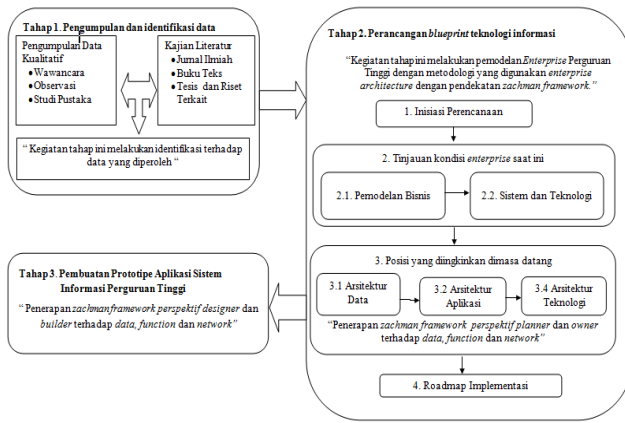 Tahap 1. Pengumpulan dan identifikasi data
Pengumpulan Data
Kualitatif
•Wawancara
•Observasi
•Studi Pustaka
Kajian Literatur
•Jurnal Ilmiah
•Buku Teks
•Tesis dan Riset
Terkait
“ Kegiatan tahap ini melakukan identifikasi terhadap
data yang diperoleh “
Tahap 2. Perancangan blueprint teknologi informasi
“Kegiatan tahap ini melakukan pemodelan Enterprise Perguruan
Tinggi dengan metodologi yang digunakan enterprise
architecture dengan pendekatan zachman framework.”
1. Inisiasi Perencanaan
2. Tinjauan kondisi enterprise saat ini
2.1. Pemodelan Bisnis
2.2. Sistem dan Teknologi
3. Posisi yang diingkinkan dimasa datang
3.1 Arsitektur
Data
3.2 Arsitektur
Aplikasi
3.4 Arsitektur
Teknologi
“Penerapan zachman framework perspektif planner dan owner
terhadap data, function dan network”
4. Roadmap Implementasi
Tahap 3. Pembuatan Prototipe Aplikasi Sistem
Informasi Perguruan Tinggi
“ Penerapan zachman framework perspektif designer dan
builder terhadap data, function dan network”